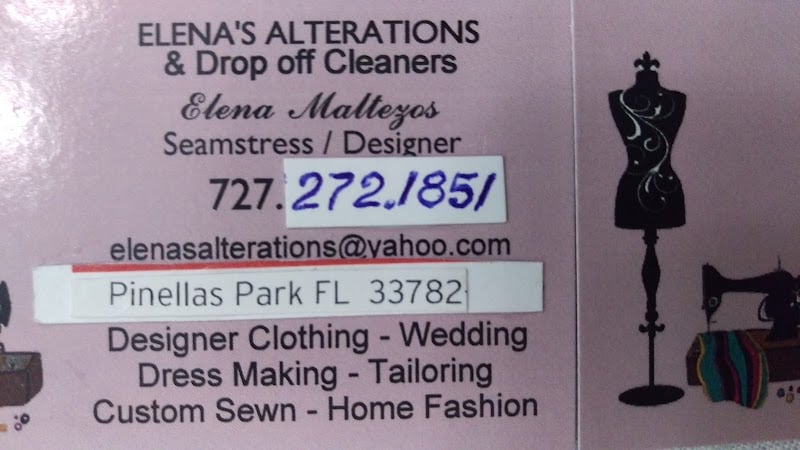 ELENA'S ALTERATIONS
& Drop off Cleaners
Elena Maltezos
Seamstress / Designer
727.272.1851
elenasalterations@yahoo.com
Pinellas Park FL 33782
Designer Clothing - Wedding
Dress Making - Tailoring
Custom Sewn - Home Fashion